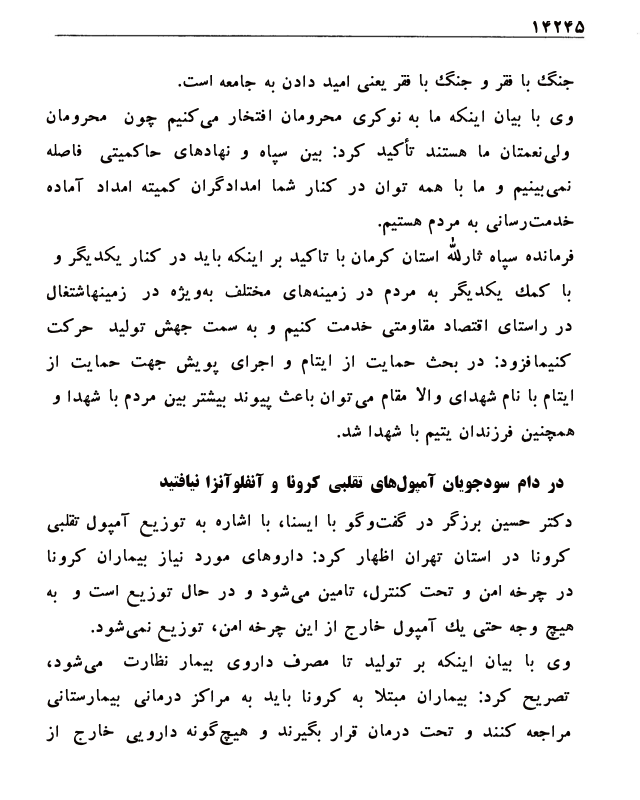 ۱۴۲۴۵
جنگ با فقر و جنگ با فقر یعنی امید دادن به جامعه است.
وی با بیان اینکه ما به نوکری محرومان افتخار می‌کنیم چون محرومان
ولی‌نعمتان ما هستند تأکید کرد: بین سپاه و نهادهای حاکمیتی فاصله
نمی‌بینیم و ما با همه توان در کنار شما امدادگران کمیته امداد آماده
خدمت‌رسانی به مردم هستیم.
فرمانده سپاه ثارلله استان کرمان با تاکید بر اینکه باید در کنار یکدیگر و
با کمك یکدیگر به مردم در زمینه‌های مختلف به‌ویژه در زمینهاشتغال
در راستای اقتصاد مقاومتی خدمت کنیم و به سمت جهش تولید حرکت
کنیمافزود: در بحث حمایت از ایتام و اجرای پویش جهت حمایت از
ایتام با نام شهدای والا مقام می‌توان باعث پیوند بیشتر بین مردم با شهدا و
همچنین فرزندان یتیم با شهدا شد.
در دام سودجویان آمپول‌های تقلبی کرونا و آنفلوآنزا نیافتید
دکتر حسین برزگر در گفت‌وگو با ایسنا، با اشاره به توزیع آمپول تقلبی
کرونا در استان تهران اظهار کرد: داروهای مورد نیاز بیماران کرونا
در چرخه امن و تحت کنترل، تامین می‌شود و در حال توزیع است و به
هیچ وجه حتی یك آمپول خارج از این چرخه امن، توزیع نمی‌شود.
وی با بیان اینکه بر تولید تا مصرف داروی بیمار نظارت می‌شود،
تصریح کرد: بیماران مبتلا به کرونا باید به مراکز درمانی بیمارستانی
مراجعه کنند و تحت درمان قرار بگیرند و هیچ‌گونه دارویی خارج از